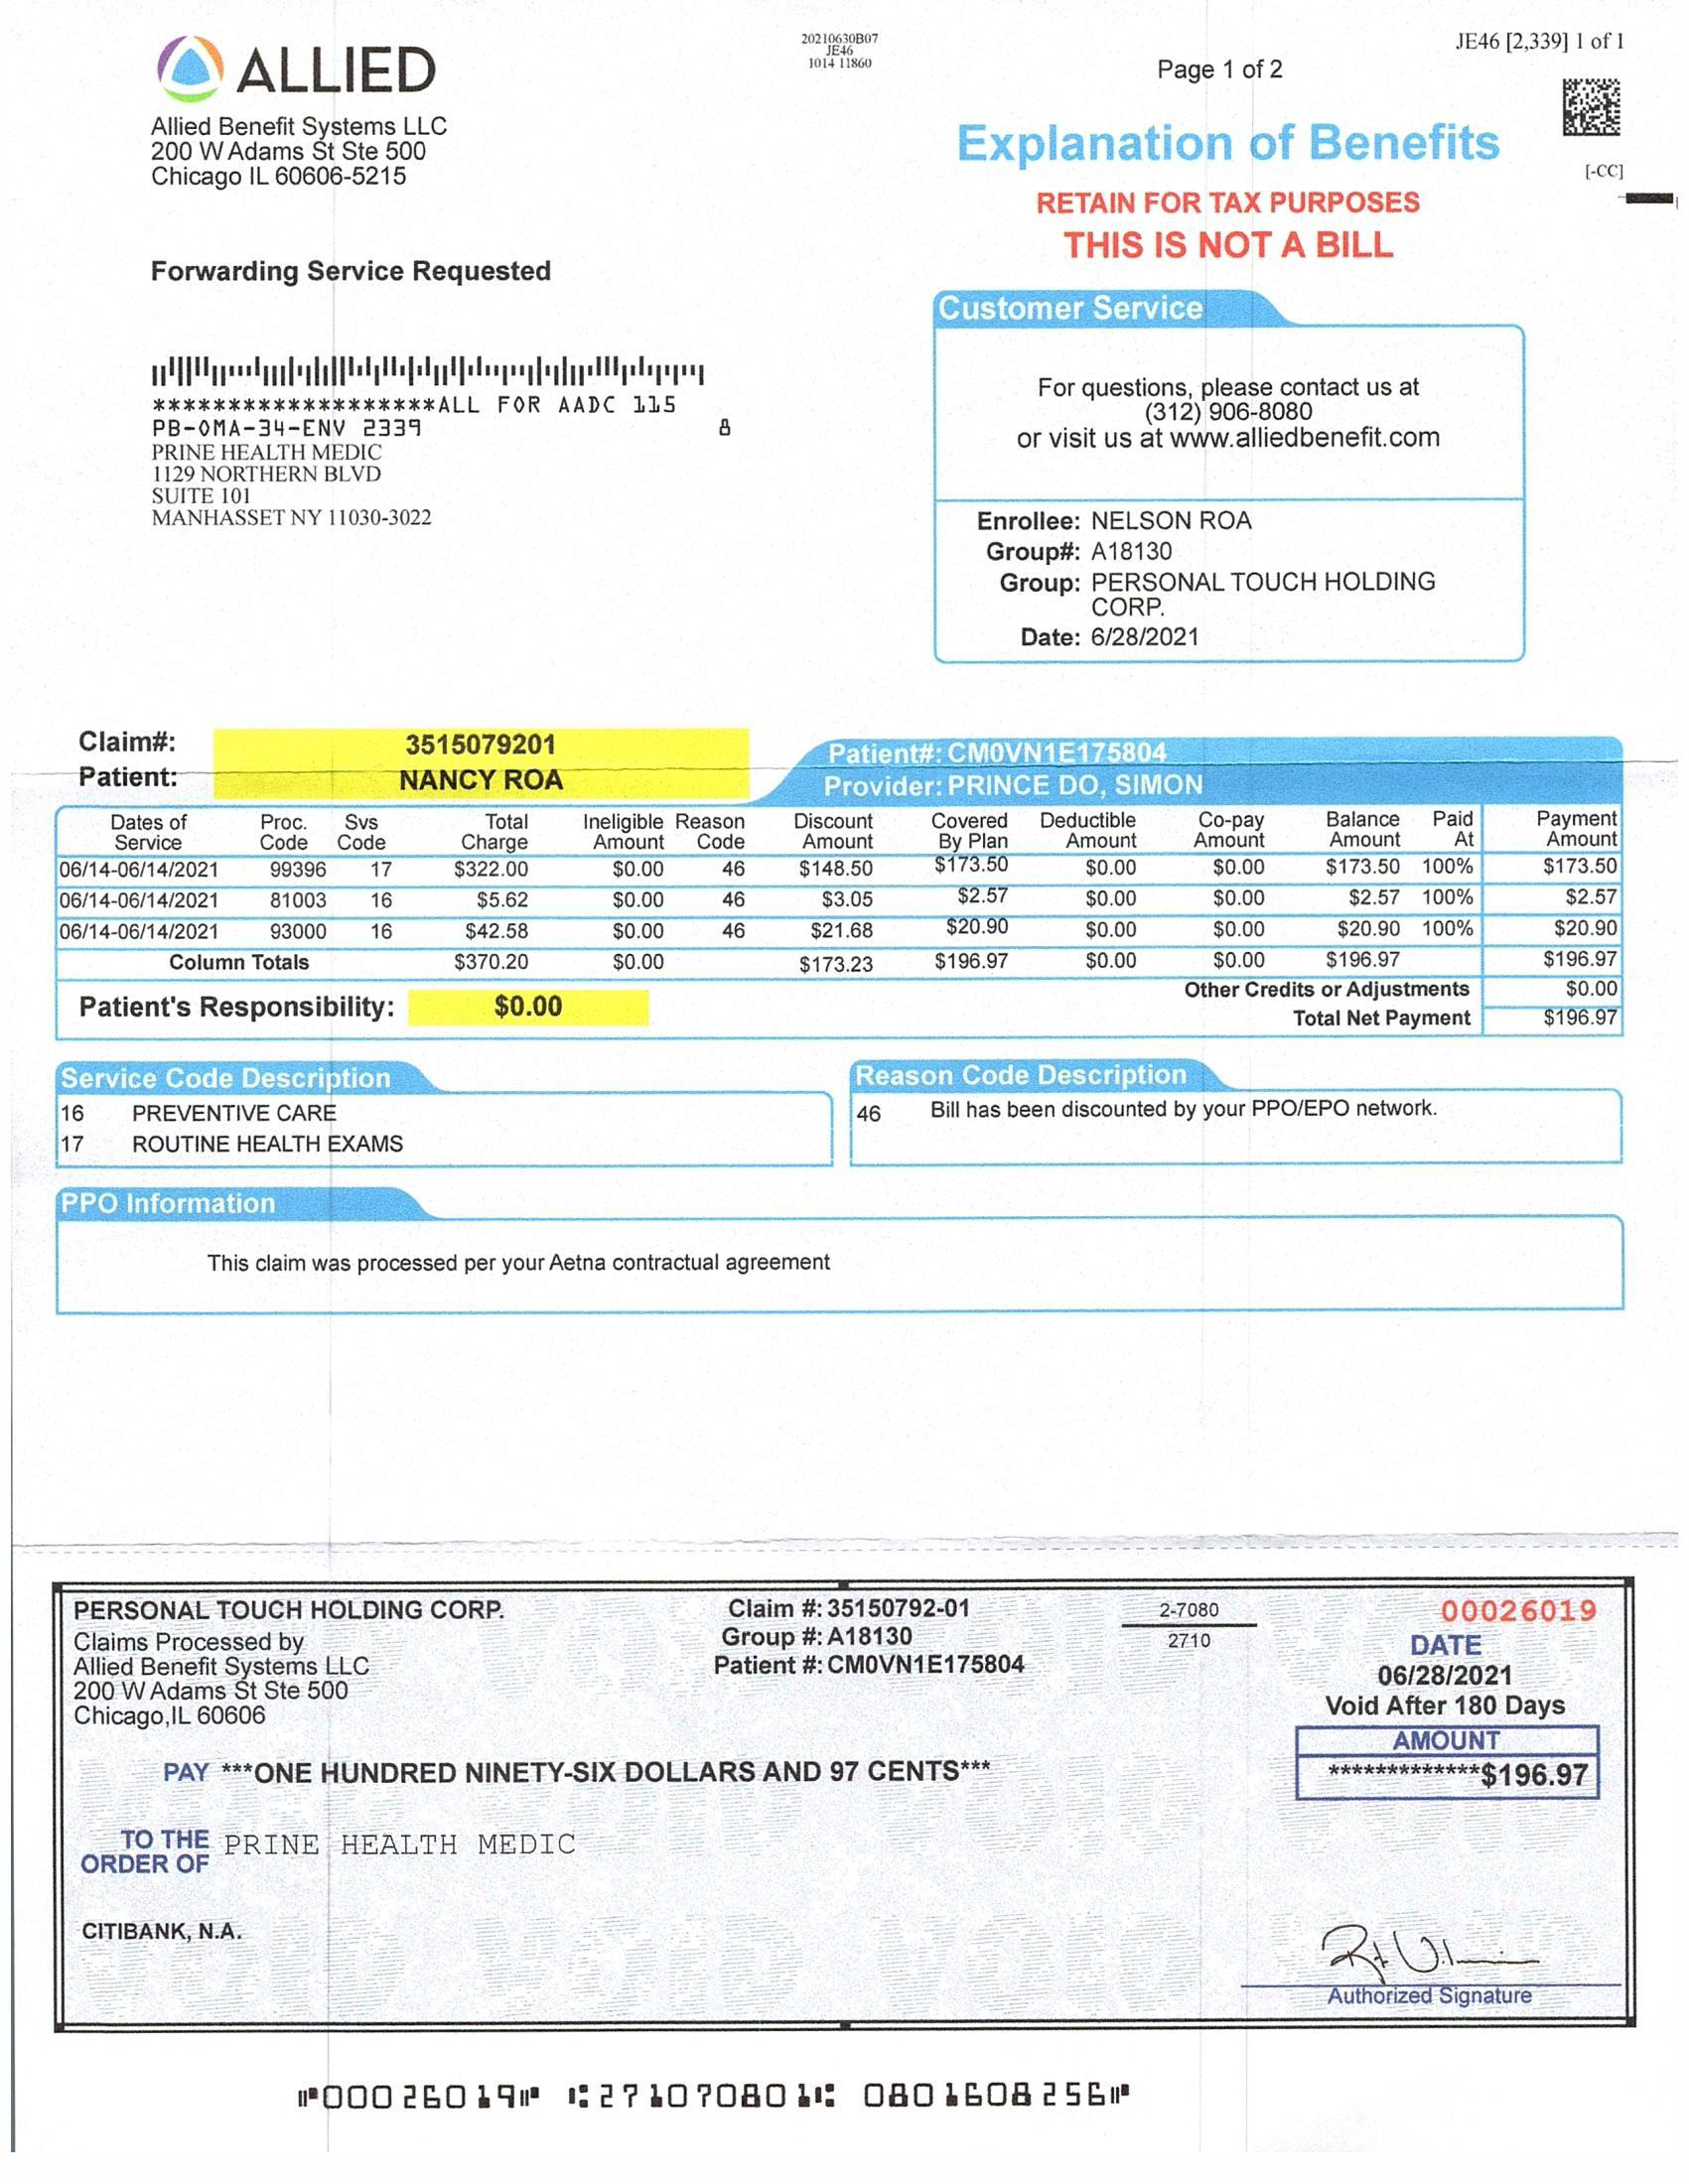 20210630B07
JE46
1014 11860
JE46 [2,339] 1 of 1
Page 1 of 2
ALLIED
Allied Benefit Systems LLC
200 W Adams St Ste 500
Chicago IL 60606-5215
Explanation of Benefits
[-CC]
RETAIN FOR TAX PURPOSES
THIS IS NOT A BILL
Forwarding Service Requested
Customer Service
For questions, please contact us at
(312) 906-8080
or visit us at www.alliedbenefit.com
*******************ALL FOR AADC 115
PB-OMA-34-ENV 2339 8
PRINE HEALTH MEDIC
1129 NORTHERN BLVD
SUITE 101
MANHASSET NY 11030-3022
Enrollee: NELSON ROA
Group#: A18130
Group: PERSONAL TOUCH HOLDING
CORP.
Date: 6/28/2021
Claim#: 3515079201
Patient: NANCY ROA
Patient#: CM0VN1E175804
Provider: PRINCE DO, SIMON
Dates of Service Proc. Code Svs Code Total Charge Ineligible Amount Reason Code Discount Amount Covered By Plan Deductible Amount Co-pay Amount Balance Amount Paid At Payment Amount
06/14-06/14/2021 99396 17 $322.00 $0.00 46 $148.50 $173.50 $0.00 $0.00 $173.50 100% $173.50
06/14-06/14/2021 81003 16 $5.62 $0.00 46 $3.05 $2.57 $0.00 $0.00 $2.57 100% $2.57
06/14-06/14/2021 93000 16 $42.58 $0.00 46 $21.68 $20.90 $0.00 $0.00 $20.90 100% $20.90
Column Totals $370.20 $0.00 $173.23 $196.97 $0.00 $0.00 $196.97 $196.97
Other Credits or Adjustments $0.00
Patient's Responsibility: $0.00
Total Net Payment $196.97
Service Code Description
16 PREVENTIVE CARE
17 ROUTINE HEALTH EXAMS
Reason Code Description
46 Bill has been discounted by your PPO/EPO network.
PPO Information
This claim was processed per your Aetna contractual agreement
PERSONAL TOUCH HOLDING CORP.
Claims Processed by
Allied Benefit Systems LLC
200 W Adams St Ste 500
Chicago, IL 60606
Claim #: 35150792-01
Group #: A18130
Patient #: CM0VN1E175804
2-7080
2710
00026019
DATE
06/28/2021
Void After 180 Days
AMOUNT
*************$196.97
PAY ***ONE HUNDRED NINETY-SIX DOLLARS AND 97 CENTS***
TO THE
ORDER OF PRINE HEALTH MEDIC
CITIBANK, N.A.
Authorized Signature
⑈00026019⑈ ⑆271070801⑆ 0801608256⑈